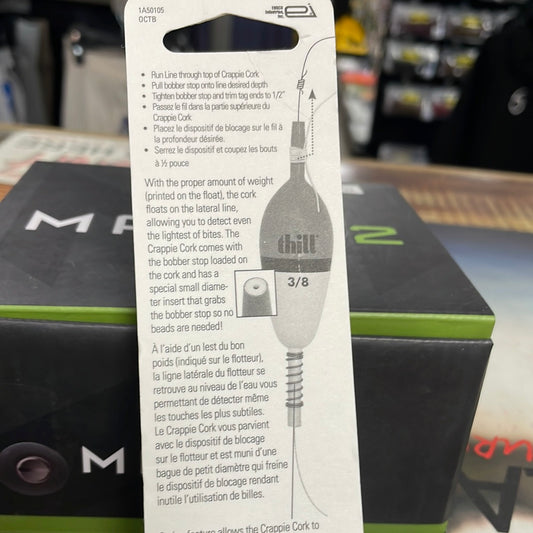 1A50105
OCTB
• Run Line through top of Crappie Cork
• Pull bobber stop onto line desired depth
• Tighten bobber stop and trim tag ends to 1/2"
• Passez le fil dans la partie supérieure du
Crappie Cork
• Placez le dispositif de blocage sur le fil à
la profondeur désirée.
• Serrez le dispositif et coupez les bouts
à ½ pouce
With the proper amount of weight
(printed on the float), the cork
floats on the lateral line,
allowing you to detect even
the lightest of bites. The
Crappie Cork comes with
the bobber stop loaded on
the cork and has a
special small diame-
ter insert that grabs
the bobber stop so no
beads are needed!
À l'aide d'un lest du bon
poids (indiqué sur le flotteur),
la ligne latérale du flotteur se
retrouve au niveau de l'eau vous
permettant de détecter même
les touches les plus subtiles.
Le Crappie Cork vous parvient
avec le dispositif de blocage
sur le flotteur et est muni d'une
bague de petit diamètre qui freine
le dispositif de blocage rendant
inutile l'utilisation de billes.
feature allows the Crappie Cork to
thill
3/8
MA
Z
M